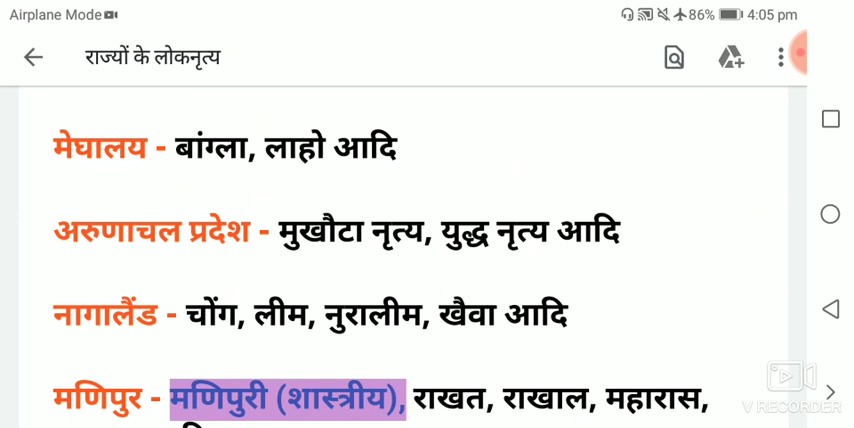 Airplane Mode 86% 4:05 pm
राज्यों के लोकनृत्य
मेघालय - बांग्ला, लाहो आदि
अरुणाचल प्रदेश - मुखौटा नृत्य, युद्ध नृत्य आदि
नागालैंड - चोंग, लीम, नुरालीम, खैवा आदि
मणिपुर - मणिपुरी (शास्त्रीय), राखत, राखाल, महारास,
V RECORDER